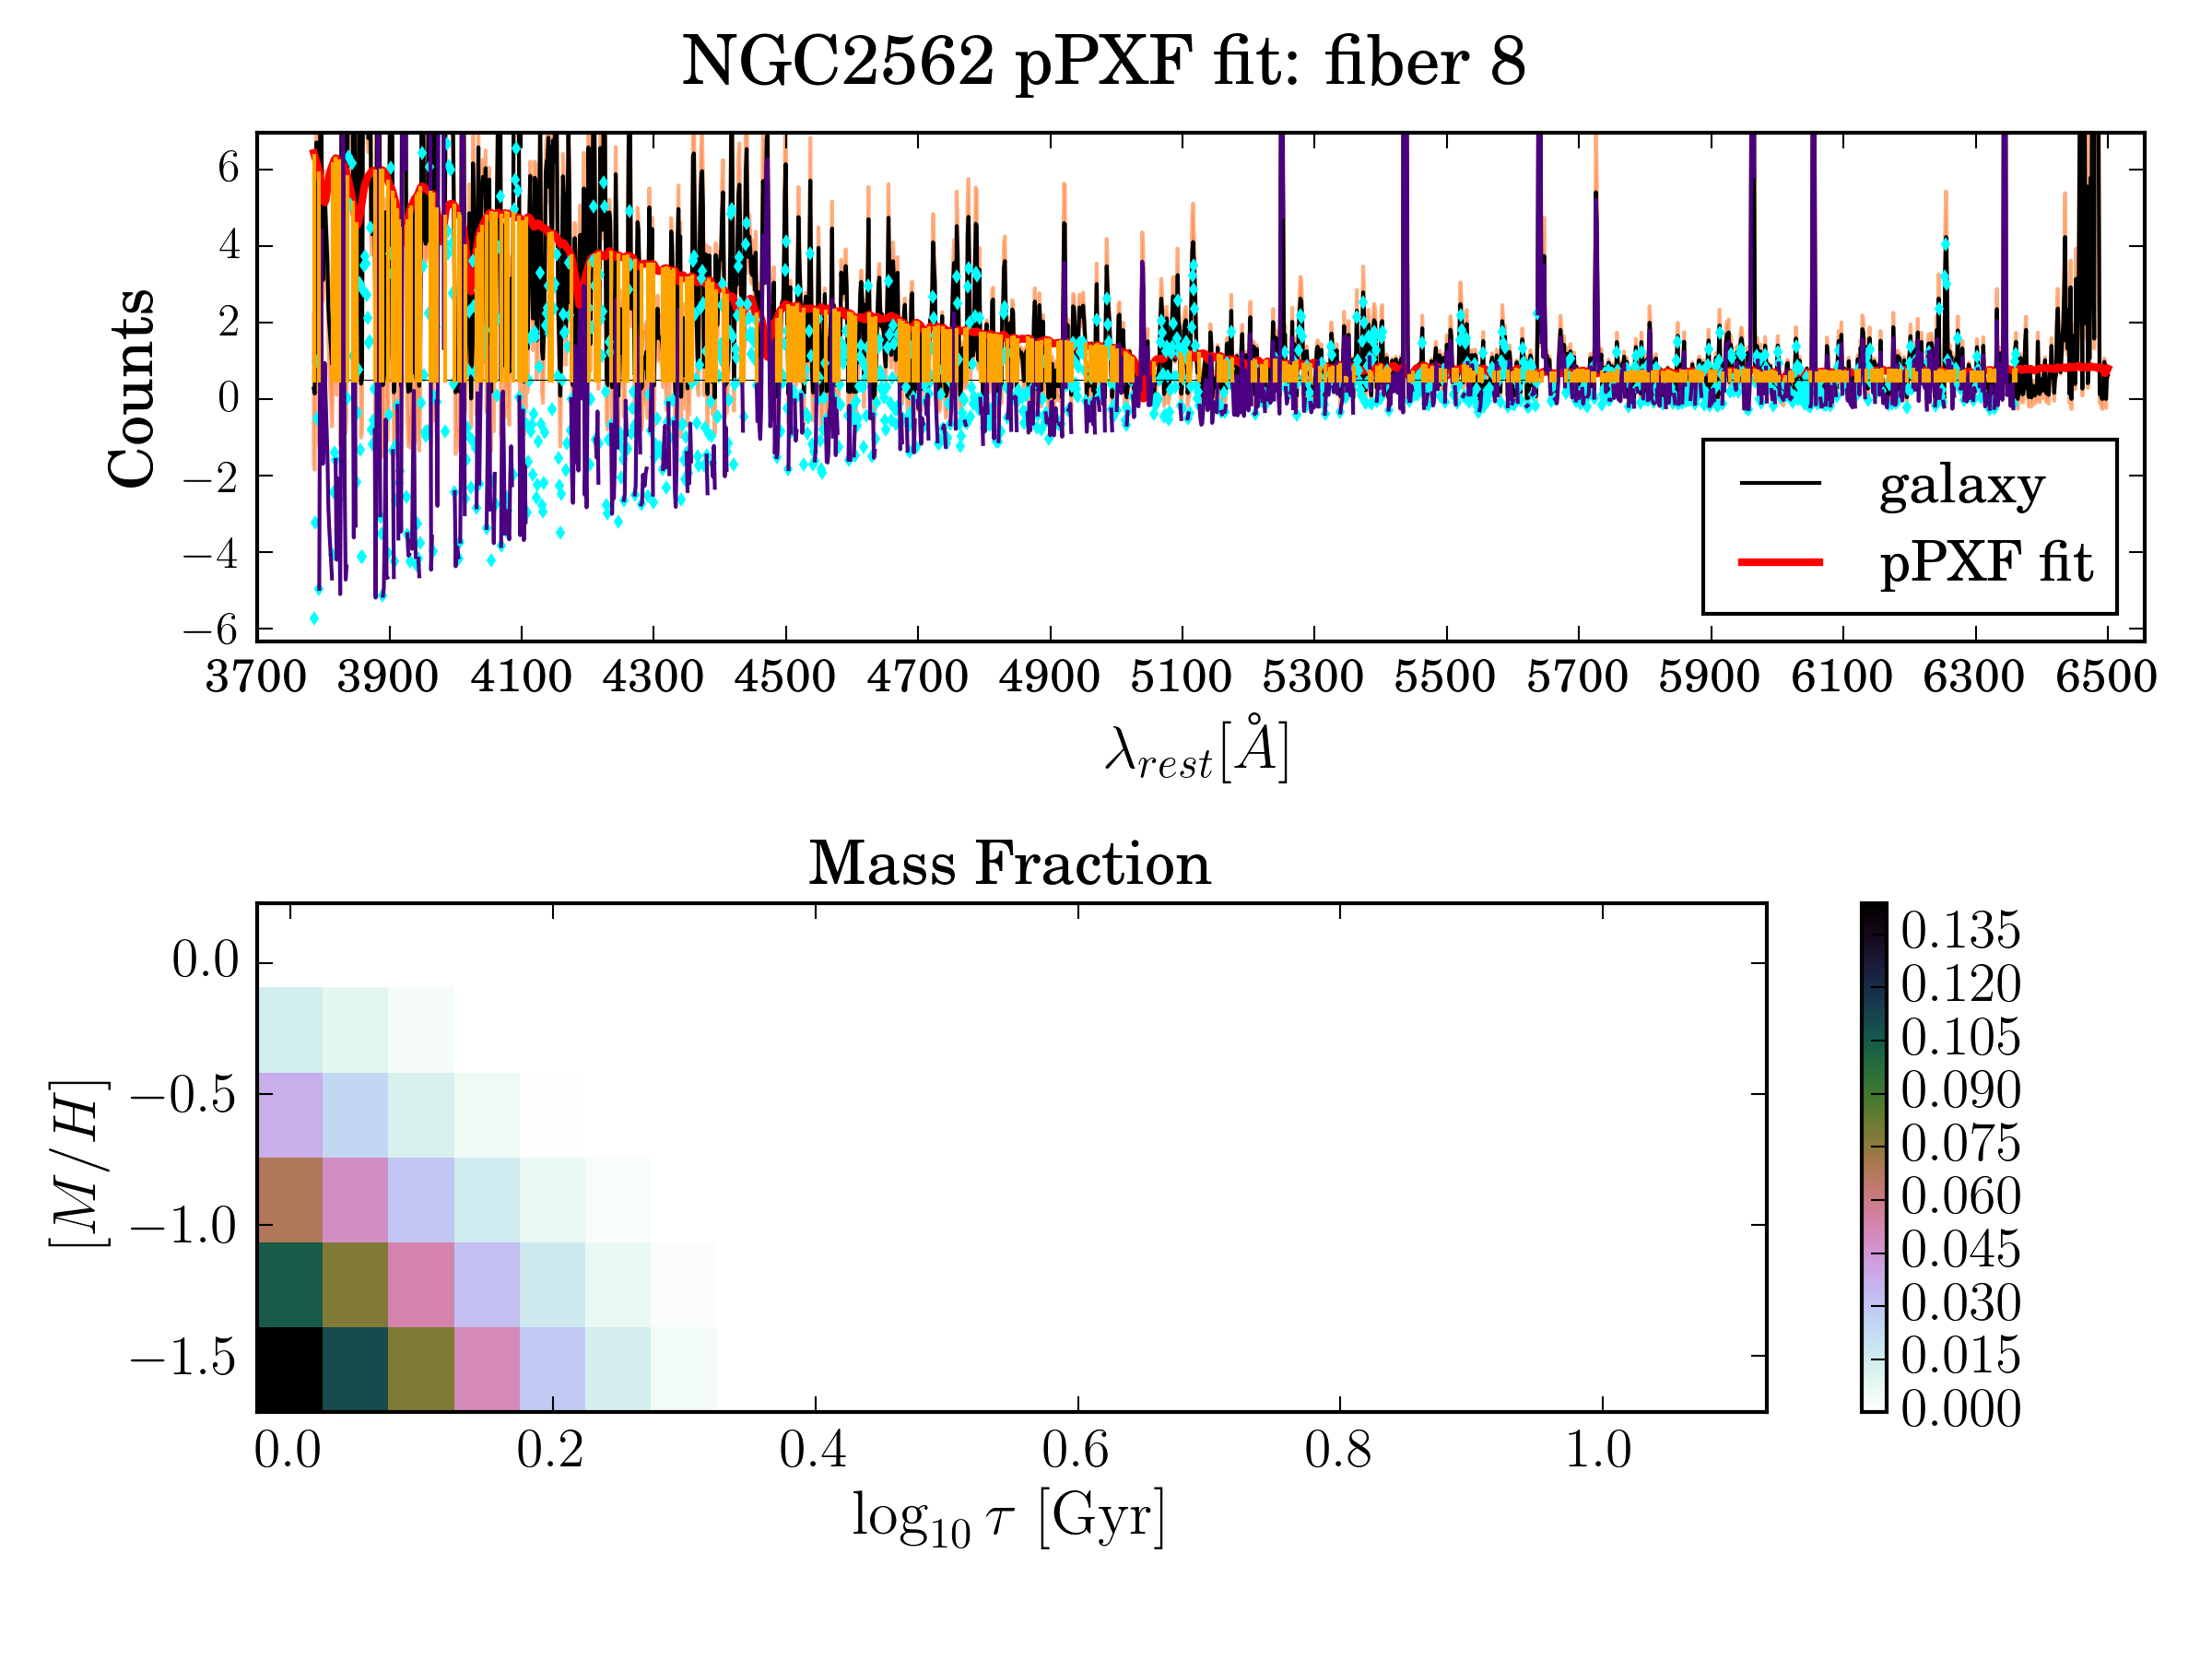 NGC2562 pPXF fit: fiber 8
Counts
6
4
2
0
−2
−4
−6
galaxy
pPXF fit
3700 3900 4100 4300 4500 4700 4900 5100 5300 5500 5700 5900 6100 6300 6500
λrest[Å]
Mass Fraction
[M/H]
0.0
−0.5
−1.0
−1.5
0.0 0.2 0.4 0.6 0.8 1.0
log10 τ [Gyr]
0.135
0.120
0.105
0.090
0.075
0.060
0.045
0.030
0.015
0.000